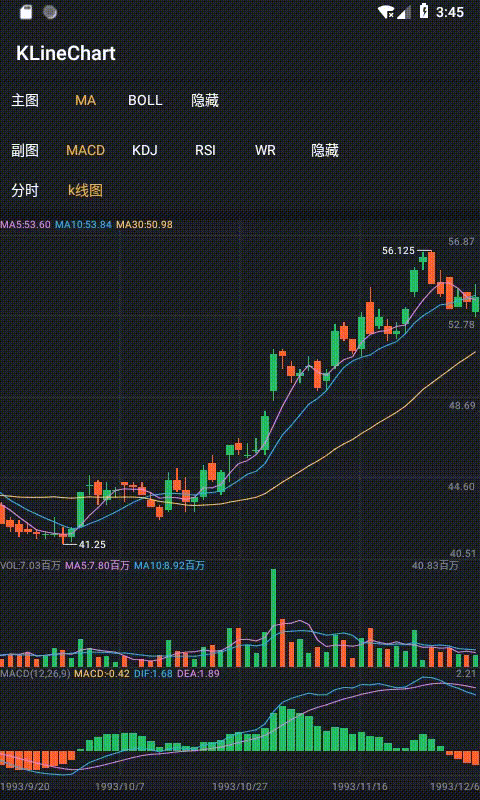 3:45
KLineChart
主图 MA BOLL 隐藏
副图 MACD KDJ RSI WR 隐藏
分时 k线图
MA5:53.60 MA10:53.84 MA30:50.98
56.87
56.125
52.78
48.69
44.60
41.25
40.51
VOL:7.03百万 MA5:7.80百万 MA10:8.92百万 40.83百万
MACD(12,26,9) MACD:-0.42 DIF:1.68 DEA:1.89 2.21
1993/9/20 1993/10/7 1993/10/27 1993/11/16 1993/12/6